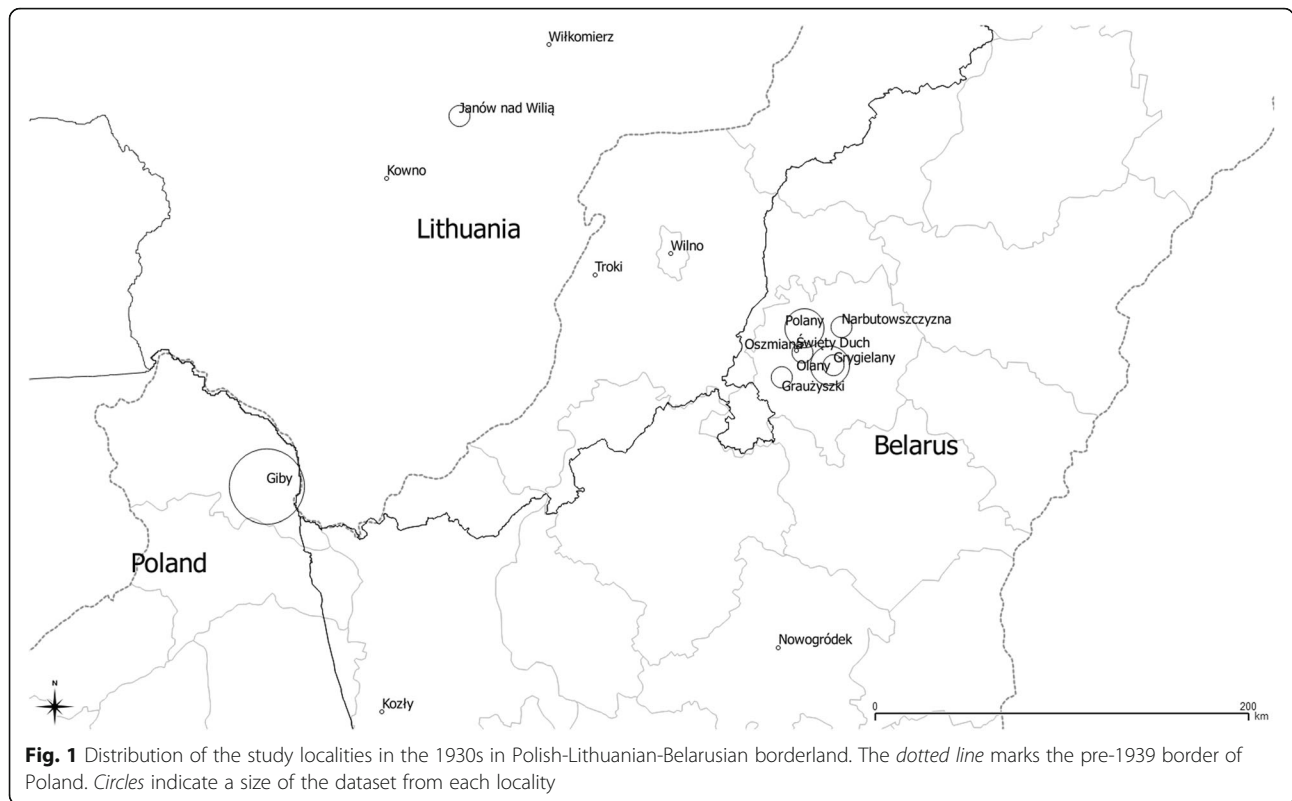 Wiłkomierz
Janów nad Wilią
Kowno
Lithuania
Wilno
Troki
Polany
Narbutowszczyzna
Oszmiana
Święty Duch
Grygielany
Olany
Graużyszki
Belarus
Giby
Poland
Nowogródek
N
Kozły
0
200
km
Fig. 1 Distribution of the study localities in the 1930s in Polish-Lithuanian-Belarusian borderland. The dotted line marks the pre-1939 border of
Poland. Circles indicate a size of the dataset from each locality